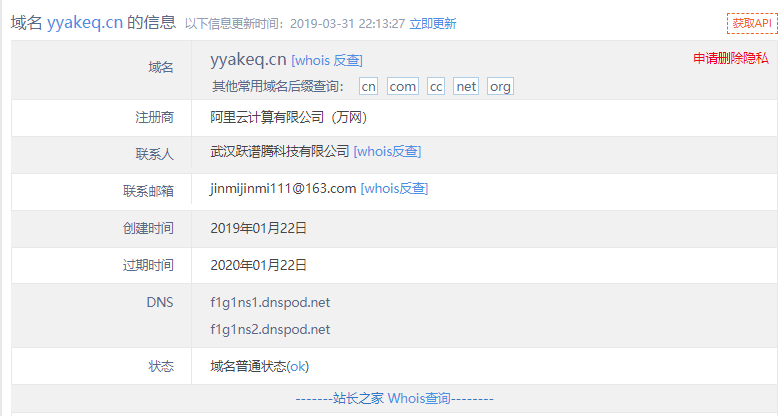 域名 yyakeq.cn 的信息 以下信息更新时间：2019-03-31 22:13:27 立即更新 获取API
域名 yyakeq.cn [whois 反查] 申请删除隐私
其他常用域名后缀查询： cn com cc net org
注册商 阿里云计算有限公司（万网）
联系人 武汉跃谱腾科技有限公司 [whois反查]
联系邮箱 jinmijinmi111@163.com [whois反查]
创建时间 2019年01月22日
过期时间 2020年01月22日
DNS f1g1ns1.dnspod.net
f1g1ns2.dnspod.net
状态 域名普通状态(ok)
-------站长之家 Whois查询--------